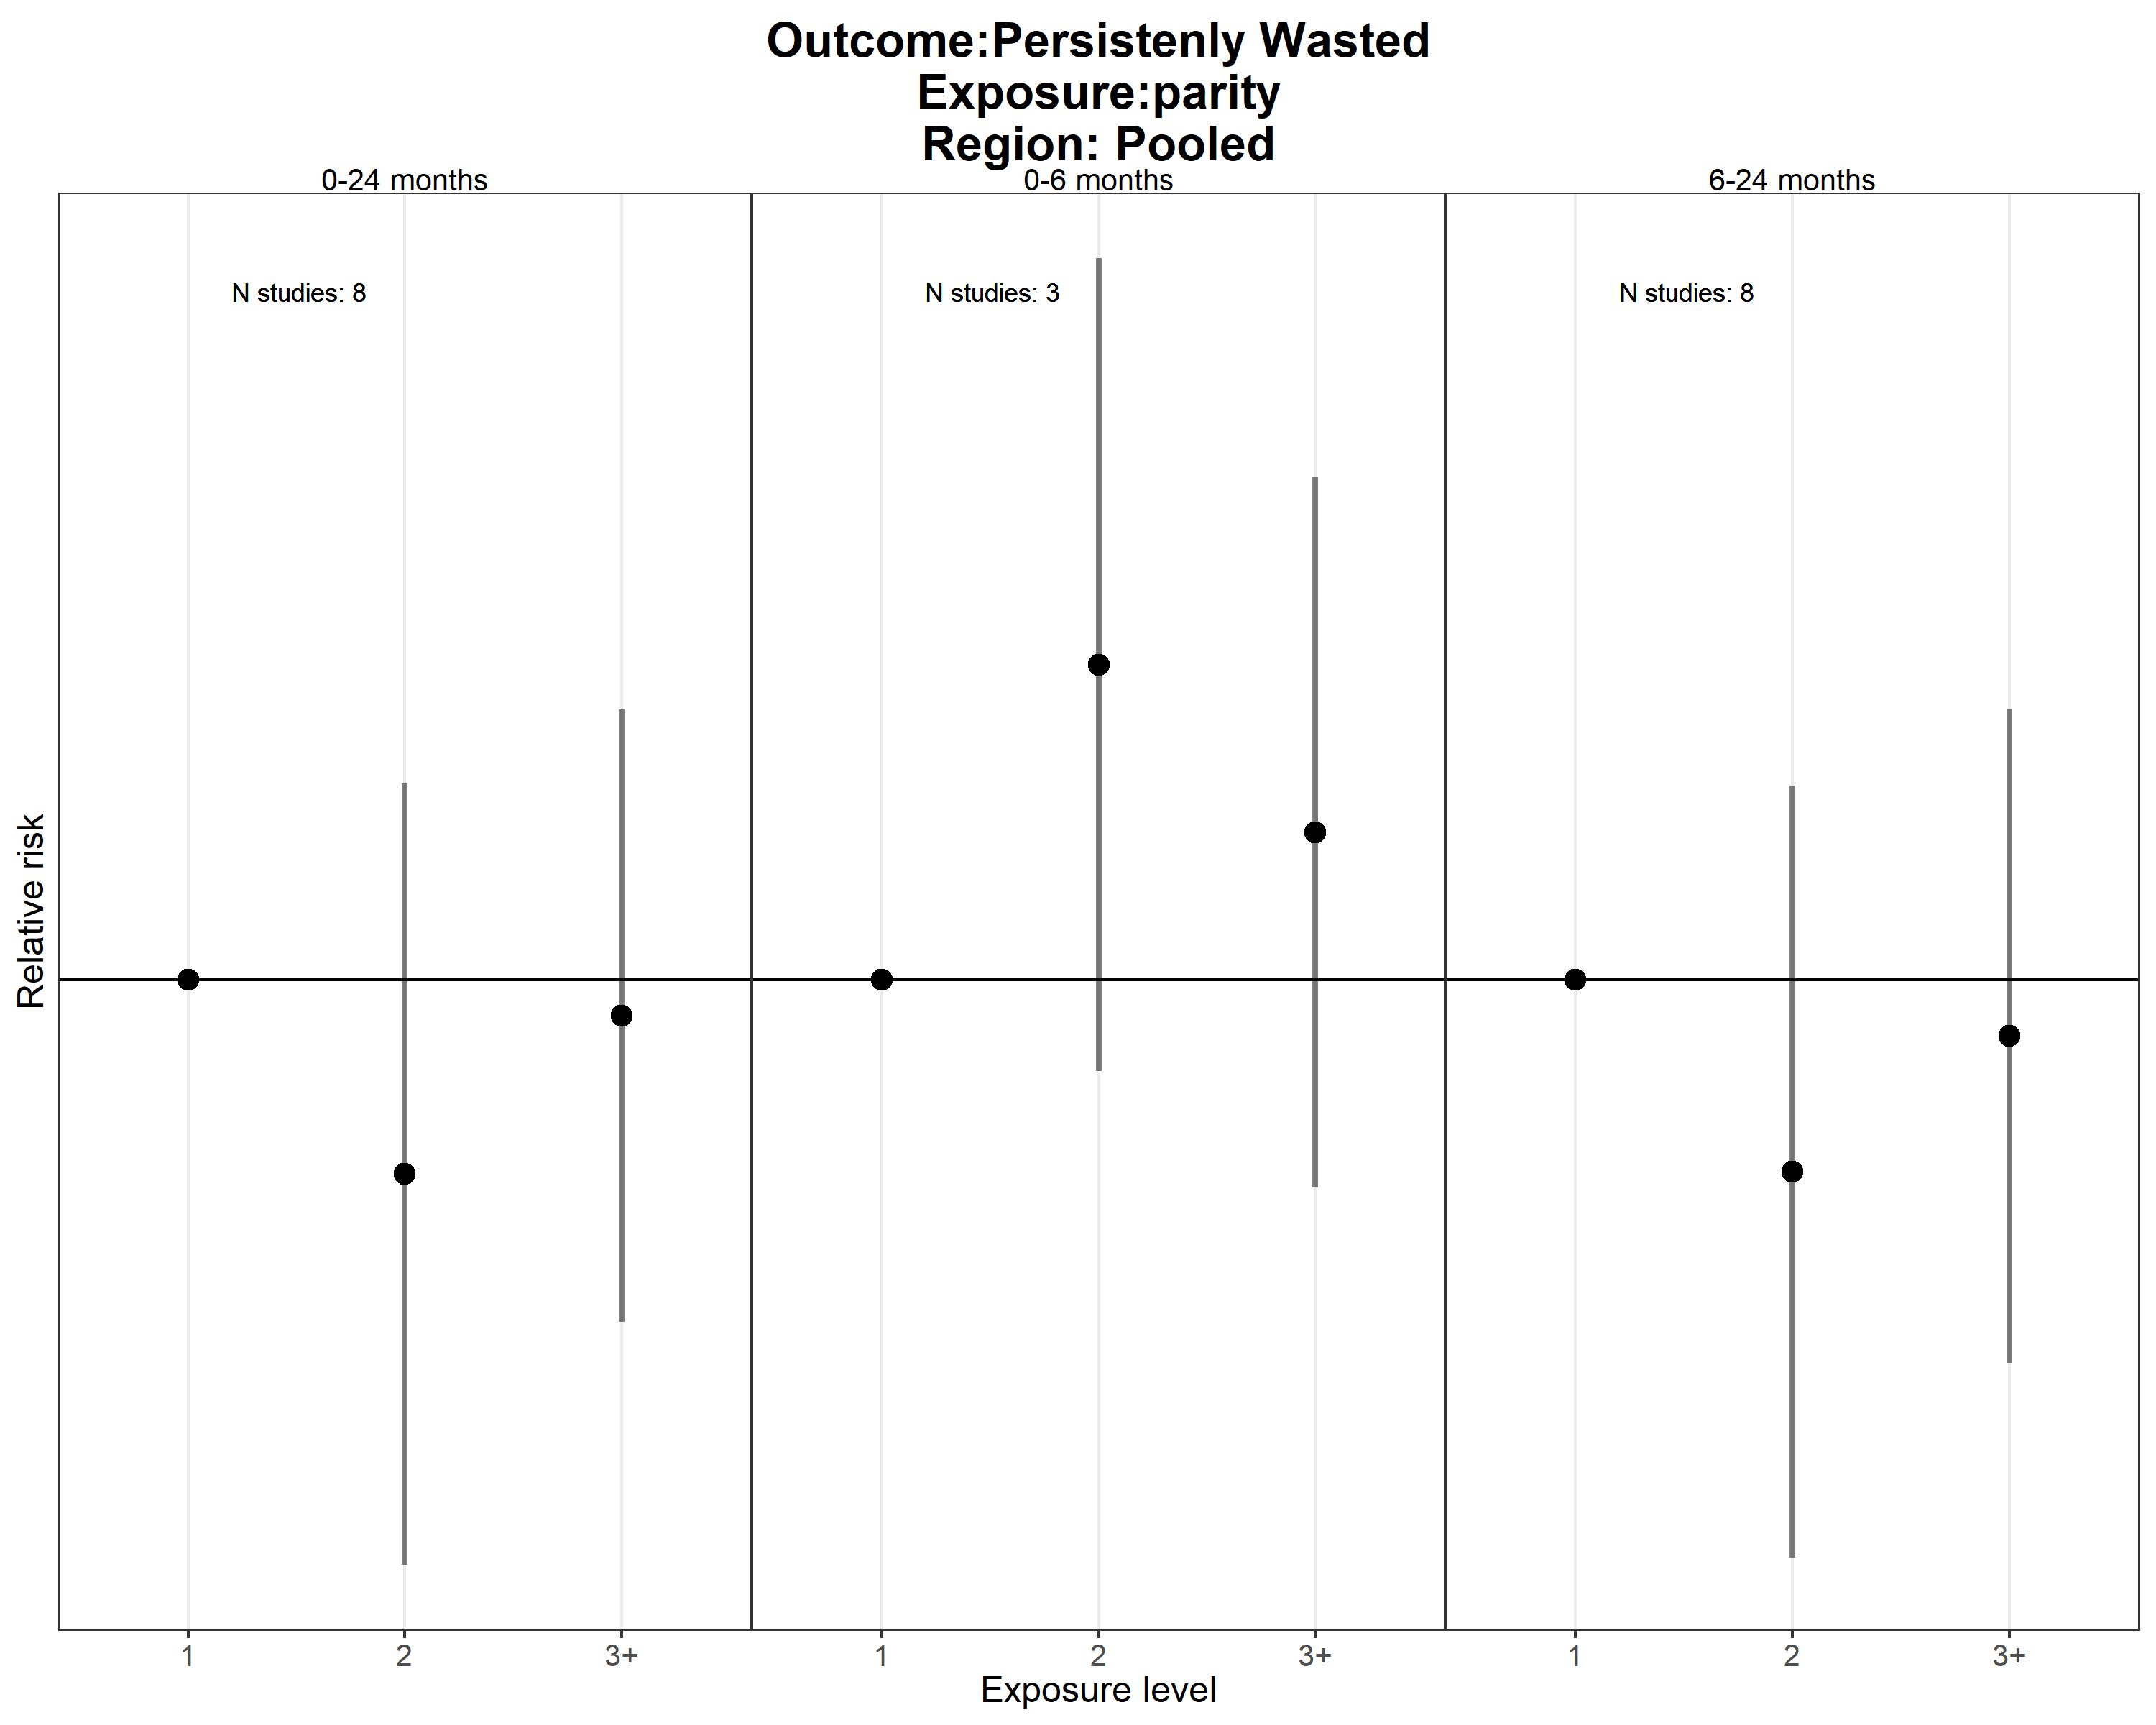 Outcome:Persistenly Wasted
Exposure:parity
Region: Pooled
0-24 months
0-6 months
6-24 months
N studies: 8
N studies: 3
N studies: 8
Relative risk
1
2
3+
1
2
3+
1
2
3+
Exposure level